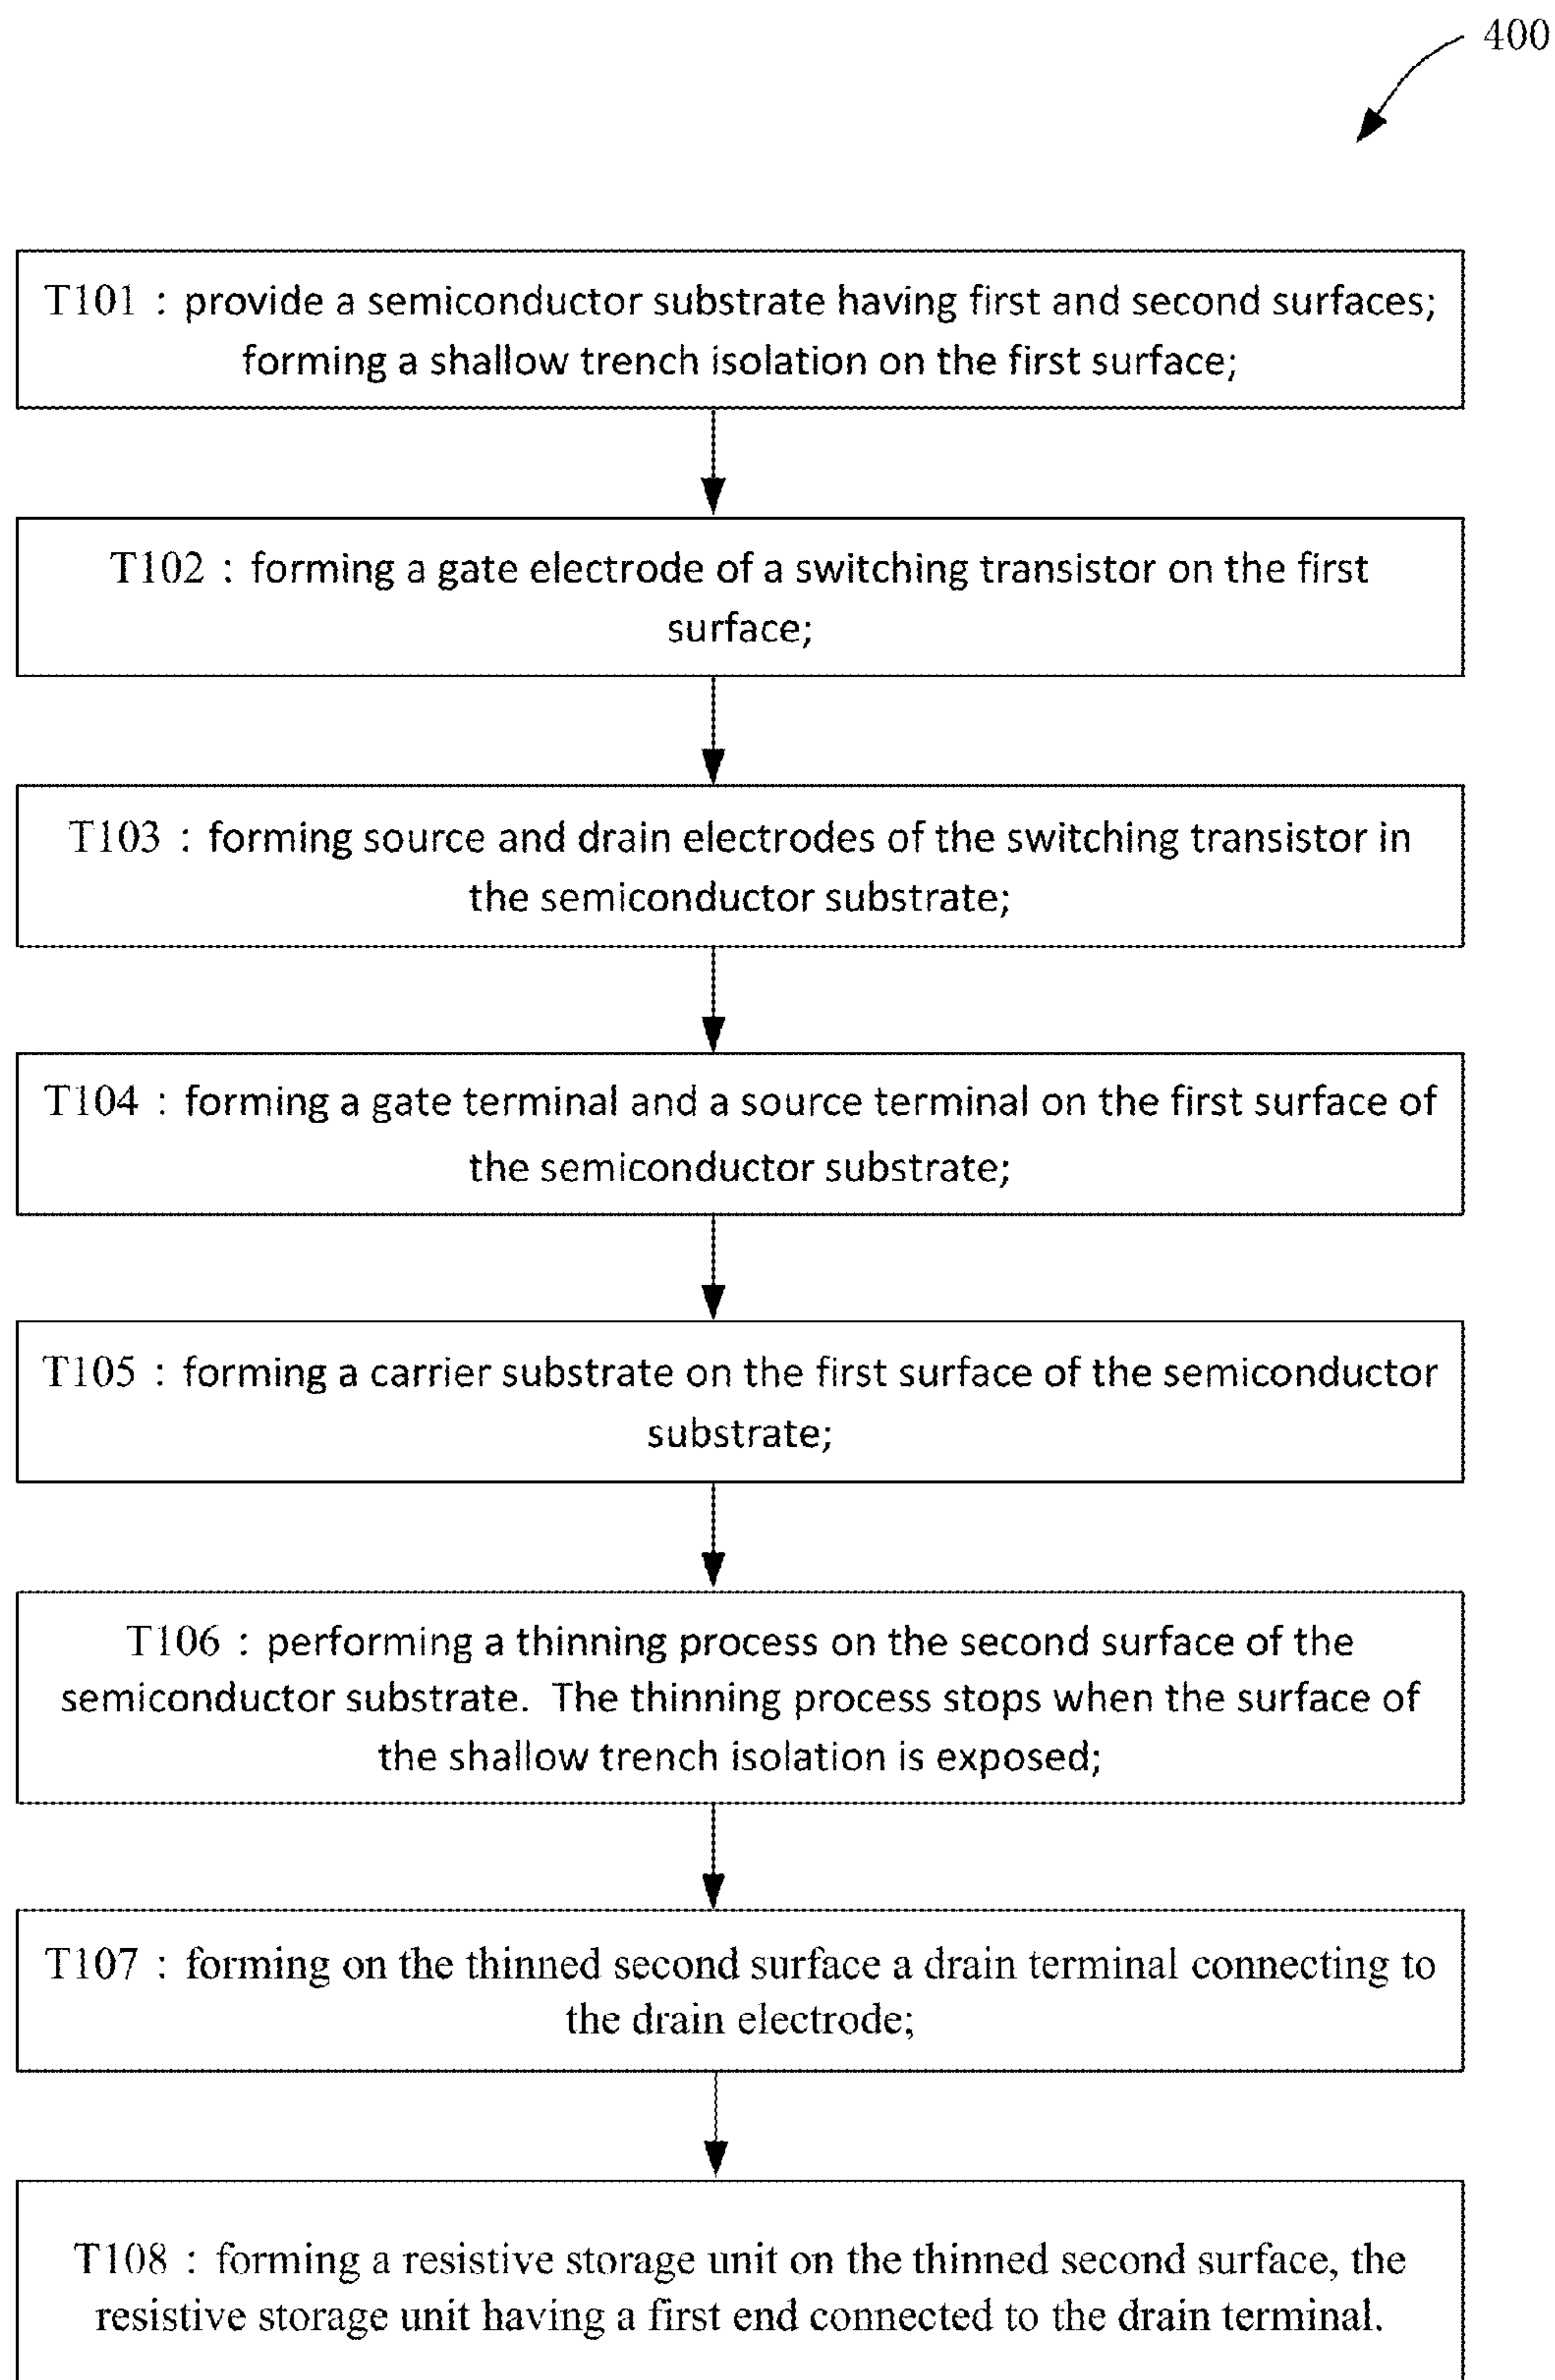 400
T101 : provide a semiconductor substrate having first and second surfaces;
forming a shallow trench isolation on the first surface;
T102 : forming a gate electrode of a switching transistor on the first
surface;
T103 : forming source and drain electrodes of the switching transistor in
the semiconductor substrate;
T104 : forming a gate terminal and a source terminal on the first surface of
the semiconductor substrate;
T105 : forming a carrier substrate on the first surface of the semiconductor
substrate;
T106 : performing a thinning process on the second surface of the
semiconductor substrate. The thinning process stops when the surface of
the shallow trench isolation is exposed;
T107 : forming on the thinned second surface a drain terminal connecting to
the drain electrode;
T108 : forming a resistive storage unit on the thinned second surface, the
resistive storage unit having a first end connected to the drain terminal.